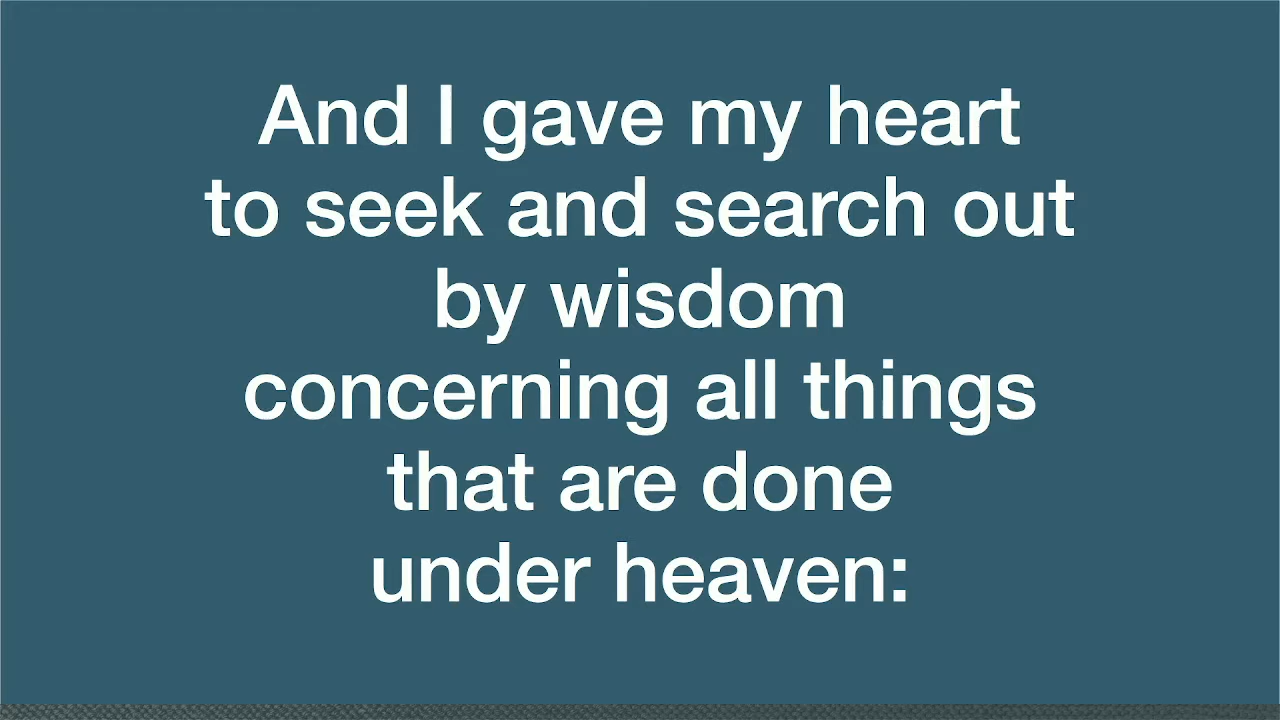 And I gave my heart
to seek and search out
by wisdom
concerning all things
that are done
under heaven: